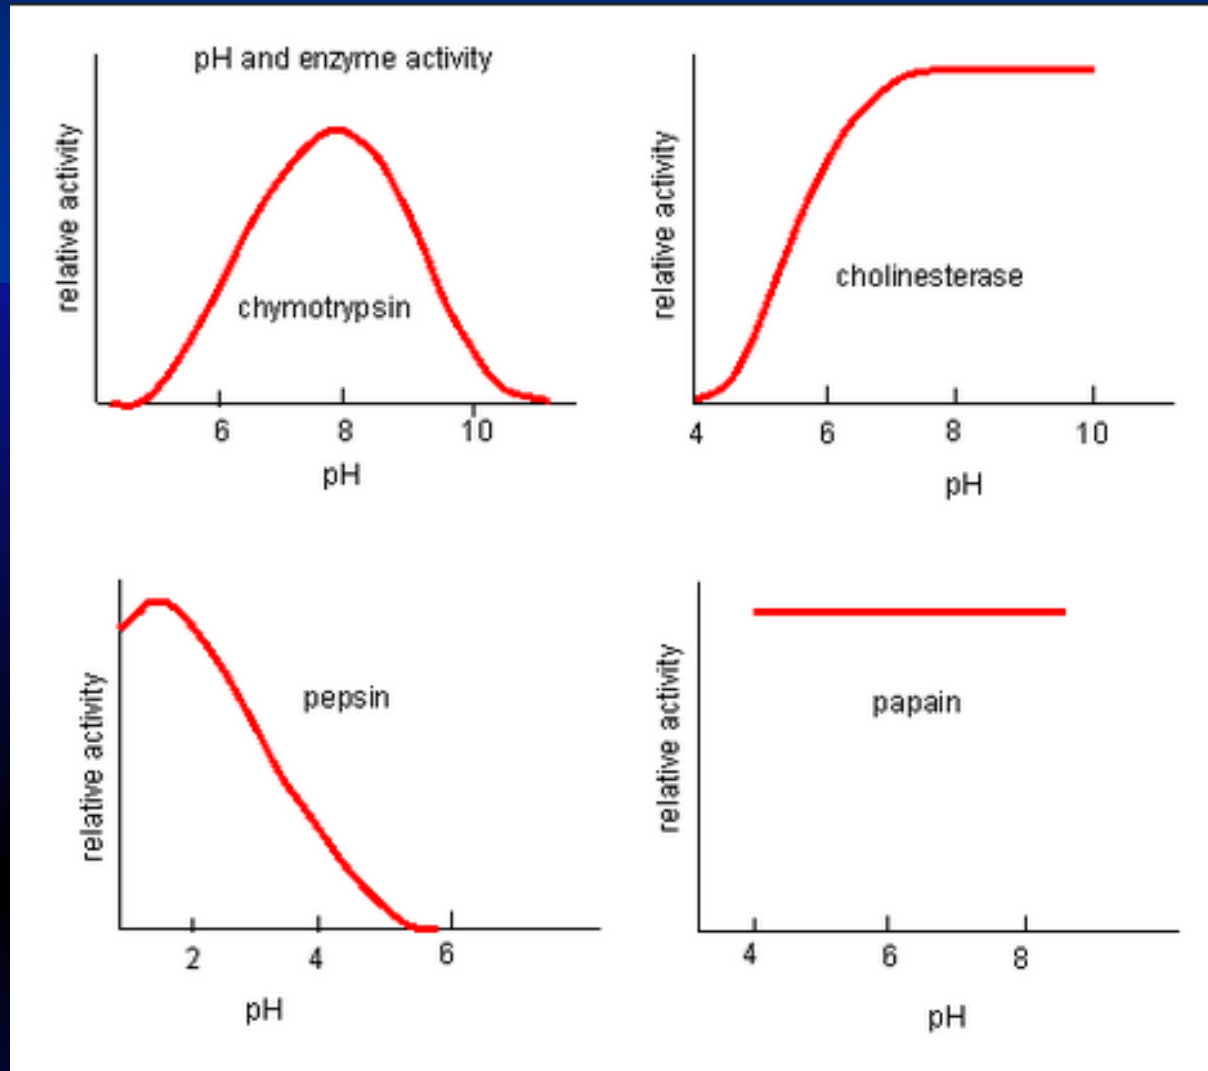 pH and enzyme activity
relative activity
chymotrypsin
6 8 10
pH
relative activity
cholinesterase
4 6 8 10
pH
relative activity
pepsin
2 4 6
pH
relative activity
papain
4 6 8
pH